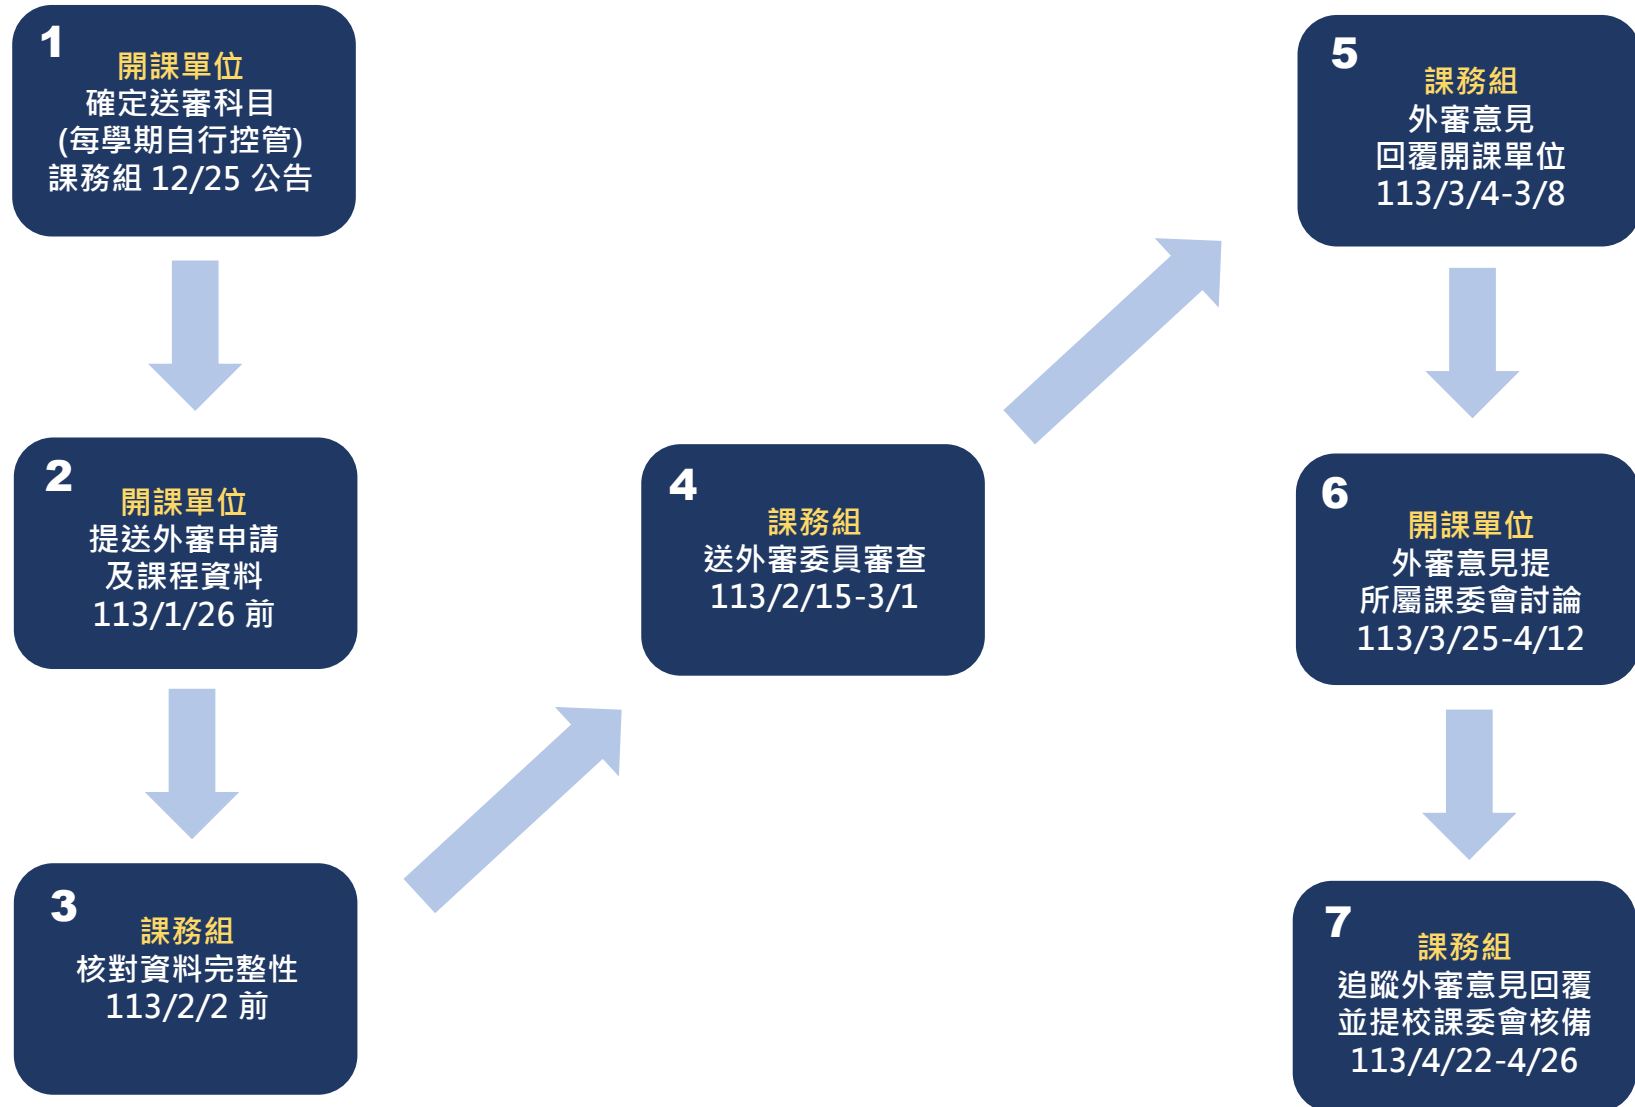 1
開課單位
確定送審科目
(每學期自行控管)
課務組 12/25 公告
2
開課單位
提送外審申請
及課程資料
113/1/26 前
3
課務組
核對資料完整性
113/2/2 前
4
課務組
送外審委員審查
113/2/15-3/1
5
課務組
外審意見
回覆開課單位
113/3/4-3/8
6
開課單位
外審意見提
所屬課委會討論
113/3/25-4/12
7
課務組
追蹤外審意見回覆
並提校課委會核備
113/4/22-4/26